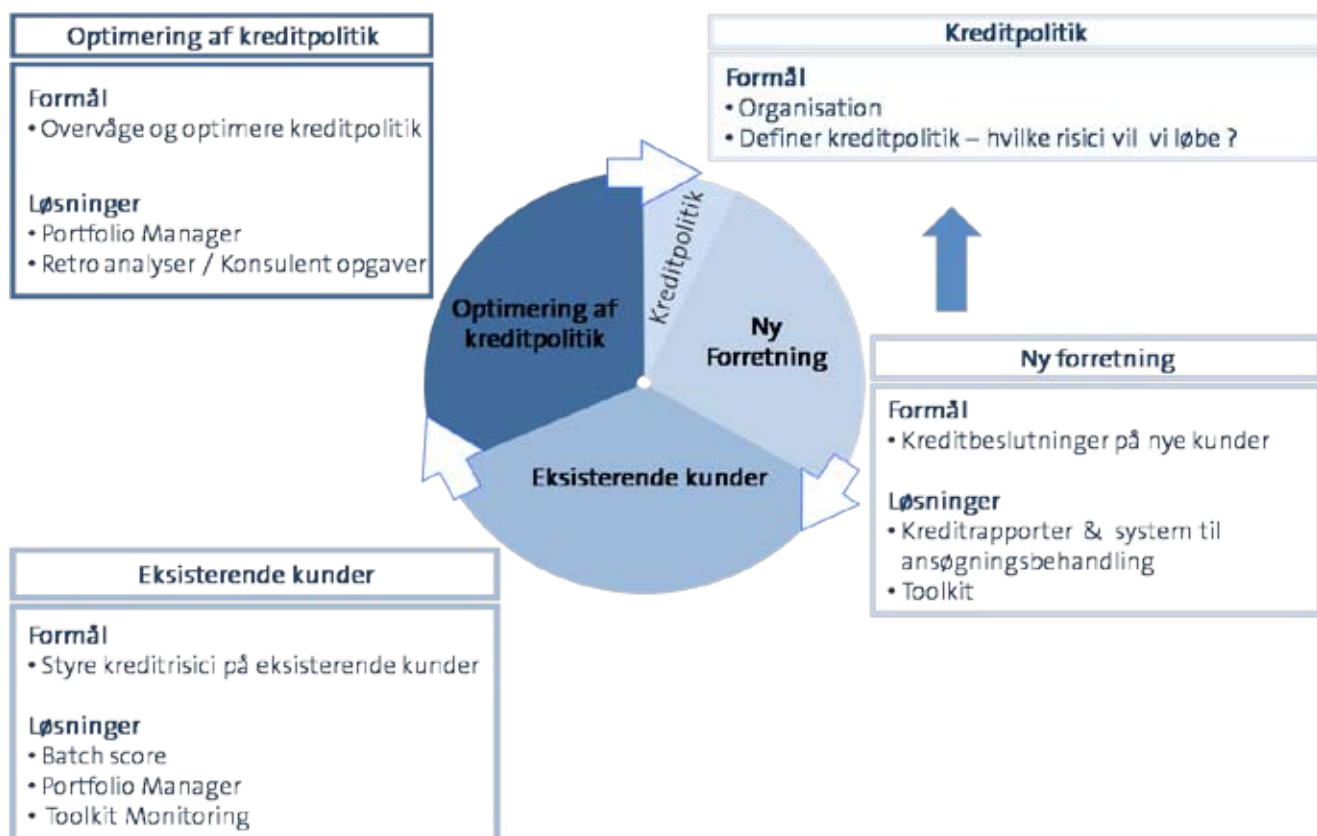 Optimering af kreditpolitik
Formål
• Overvåge og optimere kreditpolitik
Løsninger
• Portfolio Manager
• Retro analyser / Konsulent opgaver
Kreditpolitik
Formål
• Organisation
• Definer kreditpolitik – hvilke risici vil vi løbe ?
Kreditpolitik
Optimering af
kreditpolitik
Ny
Forretning
Eksisterende kunder
Ny forretning
Formål
• Kreditbeslutninger på nye kunder
Løsninger
• Kreditrapporter & system til
ansøgningsbehandling
• Toolkit
Eksisterende kunder
Formål
• Styre kreditrisici på eksisterende kunder
Løsninger
• Batch score
• Portfolio Manager
• Toolkit Monitoring